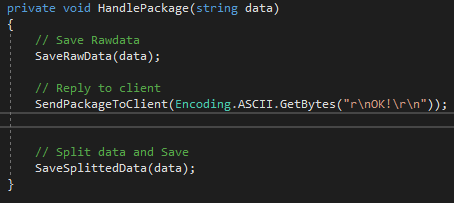 private void HandlePackage(string data)
{
// Save Rawdata
SaveRawData(data);
// Reply to client
SendPackageToClient(Encoding.ASCII.GetBytes("r\nOK!\r\n"));
// Split data and Save
SaveSplittedData(data);
}